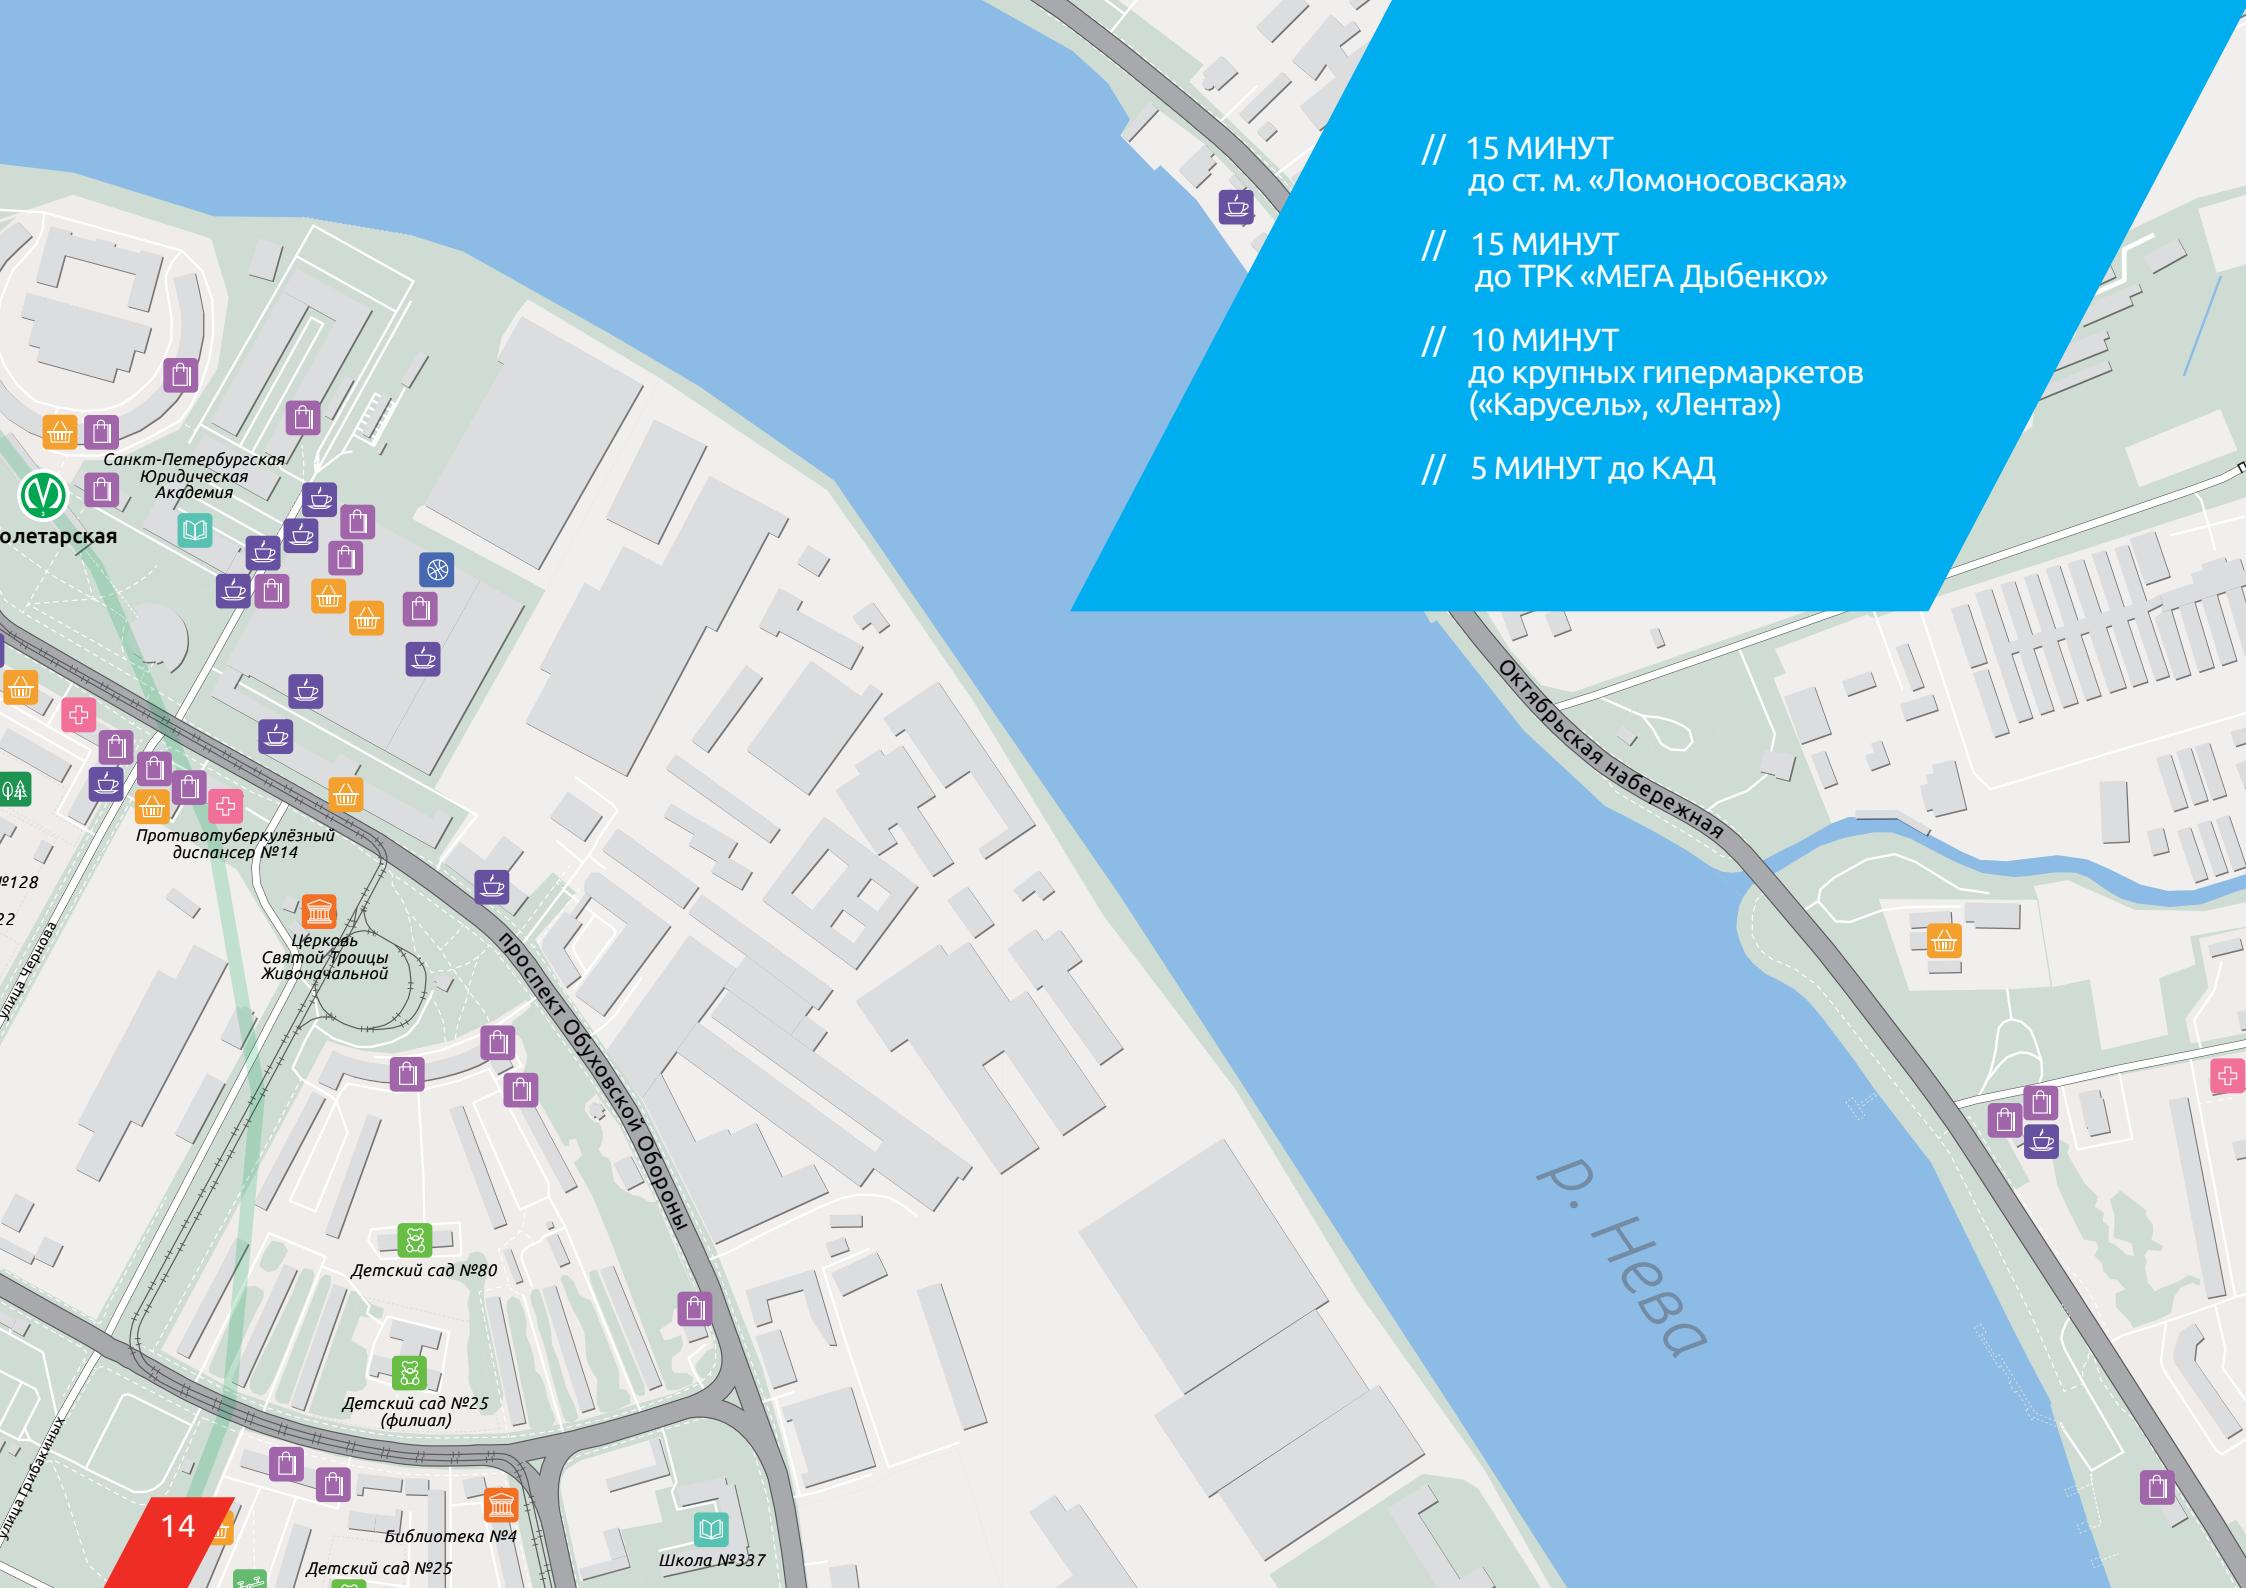 // 15 МИНУТ
до ст. м. «Ломоносовская»
// 15 МИНУТ
до ТРК «МЕГА Дыбенко»
// 10 МИНУТ
до крупных гипермаркетов
(«Карусель», «Лента»)
// 5 МИНУТ до КАД
Санкт-Петербургская
Юридическая
Академия
олетарская
Октябрьская набережная
Противотуберкулёзный
диспансер №14
№128
22
улица Чернова
Церковь
Святой Троицы
Живоначальной
проспект Обуховской Обороны
р. Нева
Детский сад №80
Детский сад №25
(филиал)
улица Грибакиных
14
Библиотека №4
Школа №337
Детский сад №25